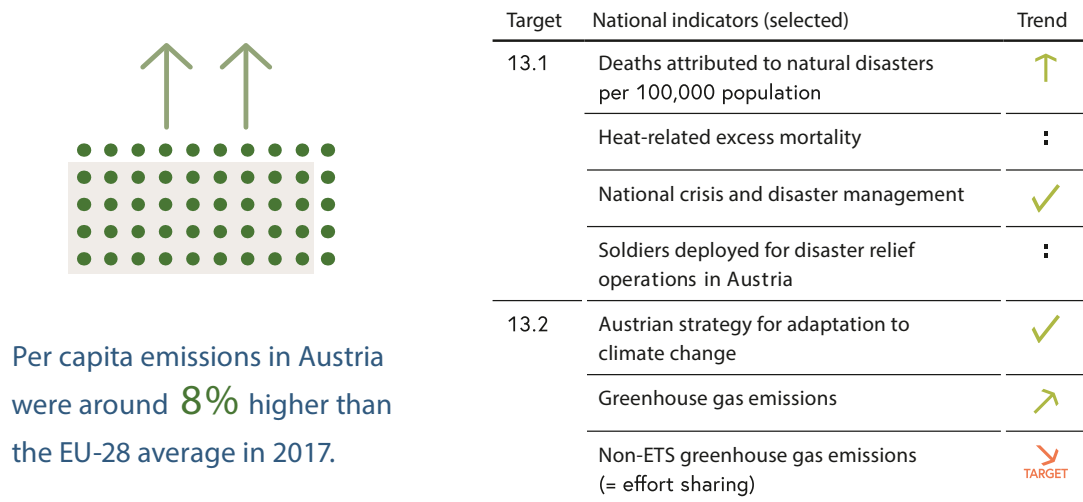 Per capita emissions in Austria
were around 8% higher than
the EU-28 average in 2017.
Target National indicators (selected) Trend
13.1 Deaths attributed to natural disasters
per 100,000 population
Heat-related excess mortality :
National crisis and disaster management
Soldiers deployed for disaster relief :
operations in Austria
13.2 Austrian strategy for adaptation to
climate change
Greenhouse gas emissions
Non-ETS greenhouse gas emissions
TARGET
(= effort sharing)